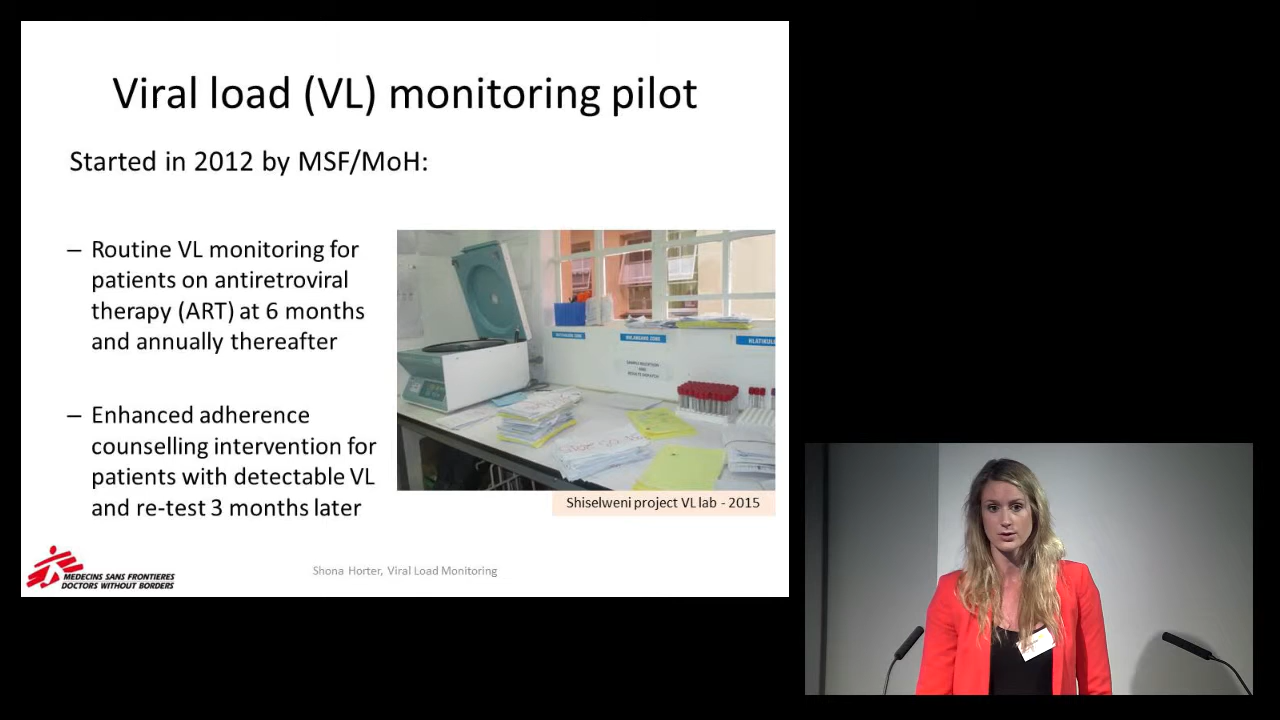 Viral load (VL) monitoring pilot
Started in 2012 by MSF/MoH:
– Routine VL monitoring for
patients on antiretroviral
therapy (ART) at 6 months
and annually thereafter
– Enhanced adherence
counselling intervention for
patients with detectable VL
and re-test 3 months later
Shiselweni project VL lab - 2015
MEDECINS SANS FRONTIERES
DOCTORS WITHOUT BORDERS
Shona Horter, Viral Load Monitoring